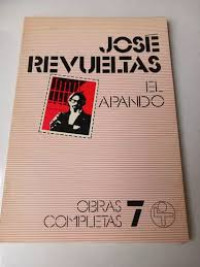 JOSÉ
REVUELTAS
EL
APANDO
OBRAS
COMPLETAS 7